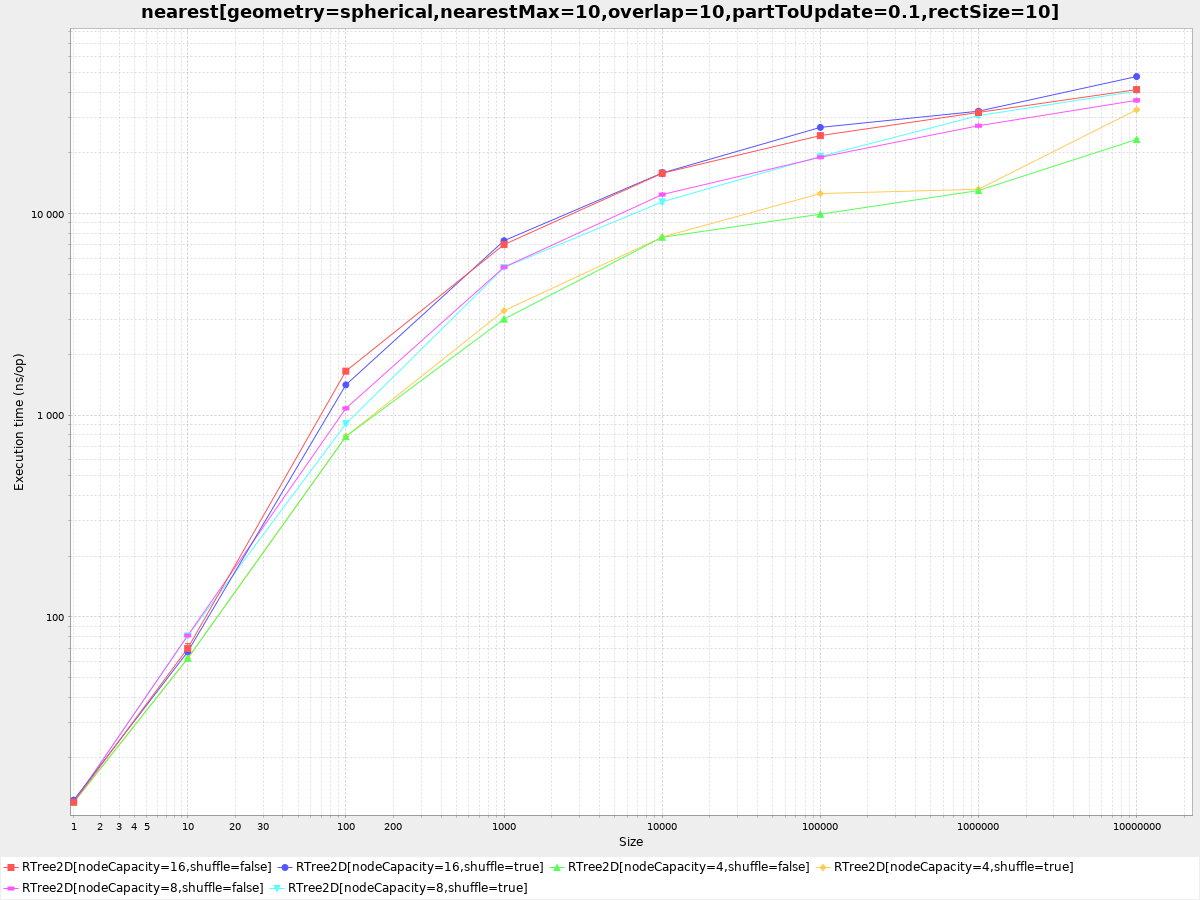 nearest[geometry=spherical,nearestMax=10,overlap=10,partToUpdate=0.1,rectSize=10]
Execution time (ns/op)
10 000
1 000
100
1 2 3 4 5 10 20 30 100 200 1000 10000 100000 1000000 10000000
Size
RTree2D[nodeCapacity=16,shuffle=false] RTree2D[nodeCapacity=16,shuffle=true] RTree2D[nodeCapacity=4,shuffle=false] RTree2D[nodeCapacity=4,shuffle=true]
RTree2D[nodeCapacity=8,shuffle=false] RTree2D[nodeCapacity=8,shuffle=true]